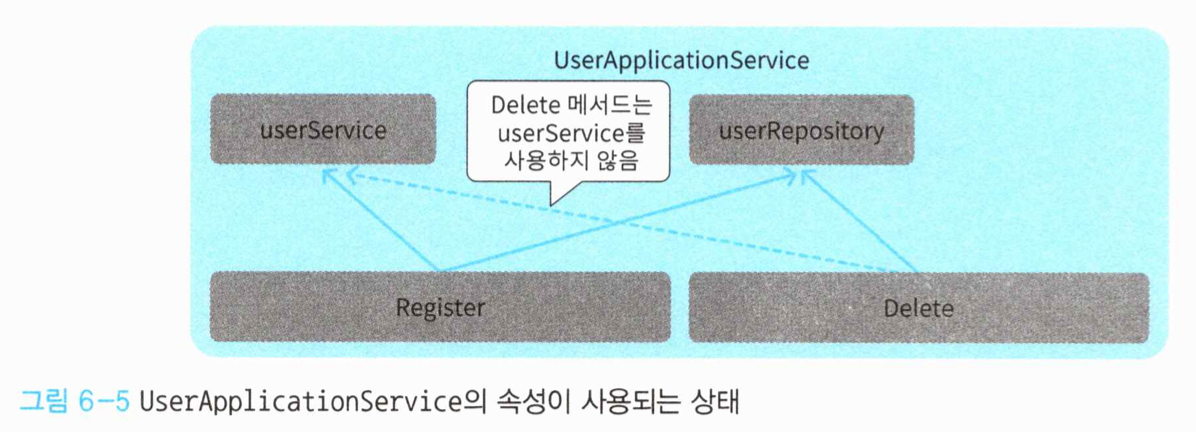 UserApplicationService
userService
Delete 메서드는
userService를
사용하지 않음
userRepository
Register
Delete
그림 6-5 UserApplicationService의 속성이 사용되는 상태